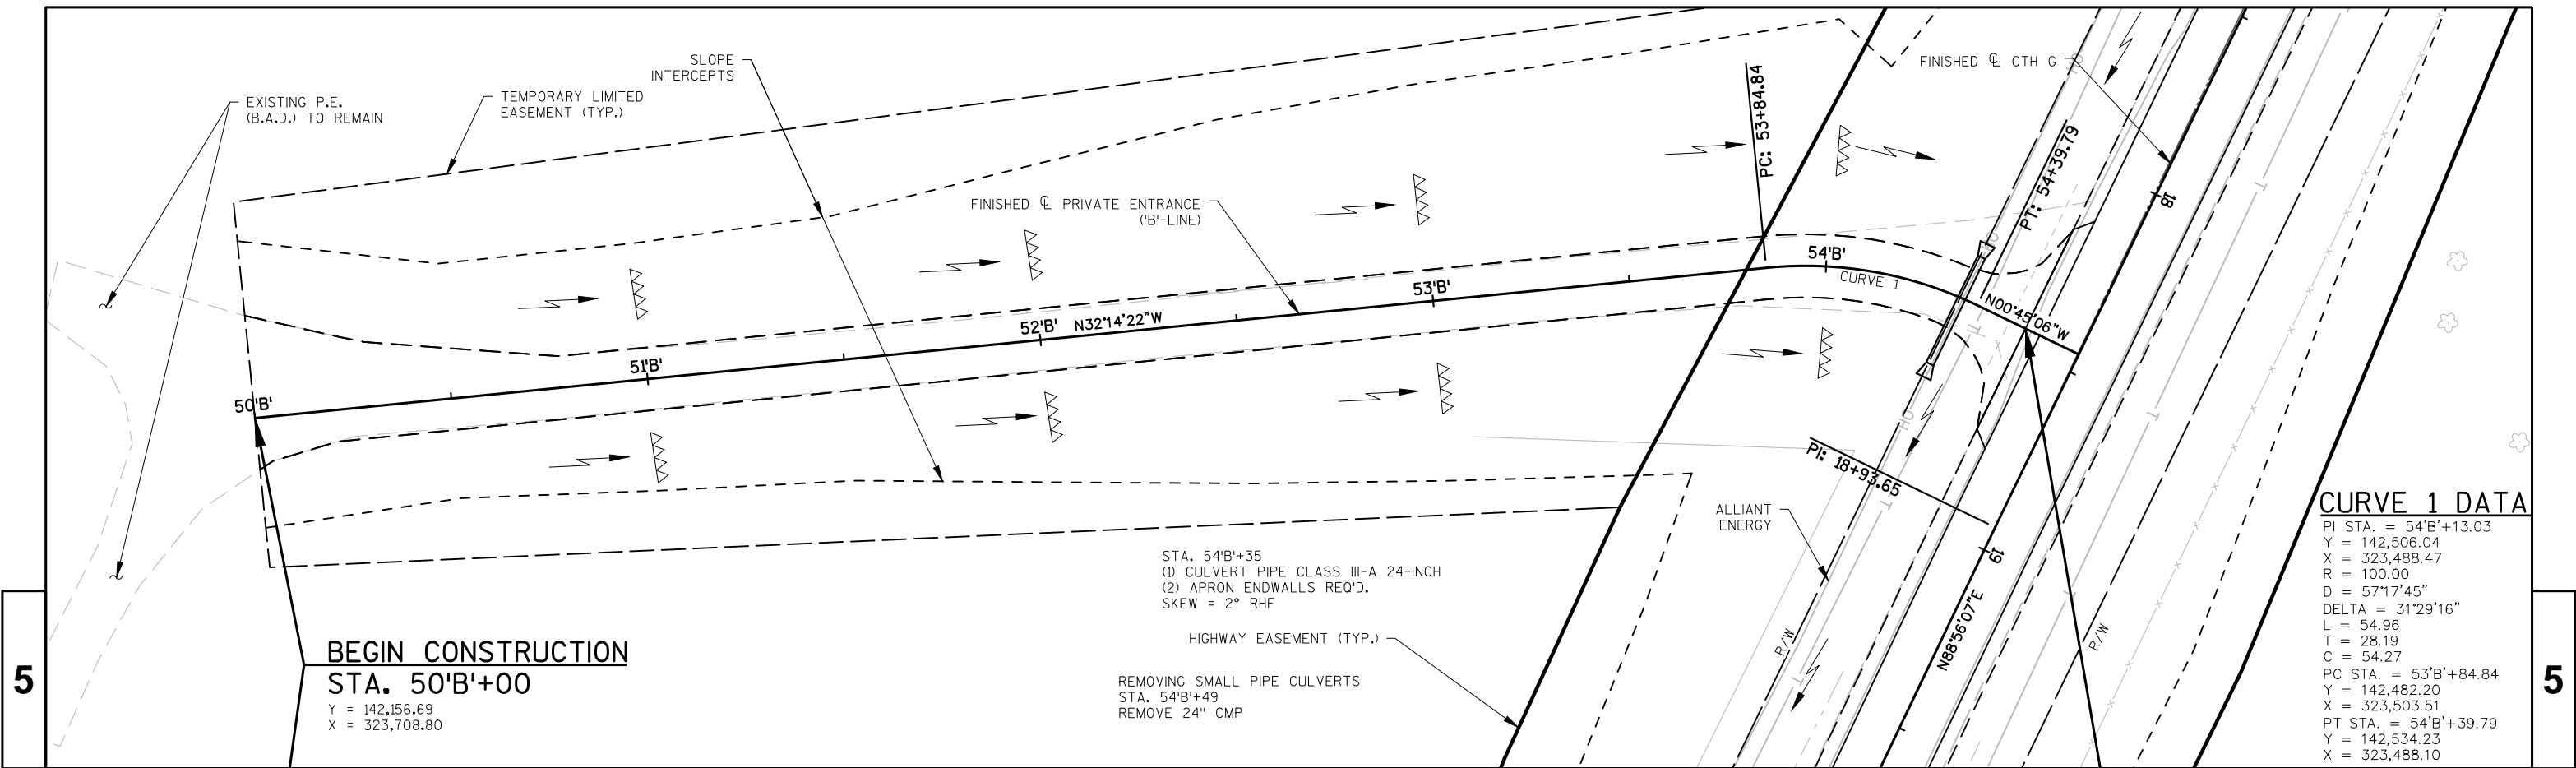 SLOPE
INTERCEPTS
EXISTING P.E.
(B.A.D.) TO REMAIN
TEMPORARY LIMITED
EASEMENT (TYP.)
FINISHED ℄ CTH G
PC: 53+84.84
PT: 54+39.79
FINISHED ℄ PRIVATE ENTRANCE
('B'-LINE)
18
HO
HO
HO
50'B'
51'B'
52'B'
N32°14'22"W
53'B'
54'B'
CURVE 1
N00°45'06"W
T
T
T
T
T
PI: 18+93.65
19
ALLIANT
ENERGY
STA. 54'B'+35
(1) CULVERT PIPE CLASS III-A 24-INCH
(2) APRON ENDWALLS REQ'D.
SKEW = 2° RHF
HIGHWAY EASEMENT (TYP.)
REMOVING SMALL PIPE CULVERTS
STA. 54'B'+49
REMOVE 24" CMP
R/W
N88°56'07"E
R/W
BEGIN CONSTRUCTION
STA. 50'B'+00
Y = 142,156.69
X = 323,708.80
CURVE 1 DATA
PI STA. = 54'B'+13.03
Y = 142,506.04
X = 323,488.47
R = 100.00
D = 57°17'45"
DELTA = 31°29'16"
L = 54.96
T = 28.19
C = 54.27
PC STA. = 53'B'+84.84
Y = 142,482.20
X = 323,503.51
PT STA. = 54'B'+39.79
Y = 142,534.23
X = 323,488.10
5
5